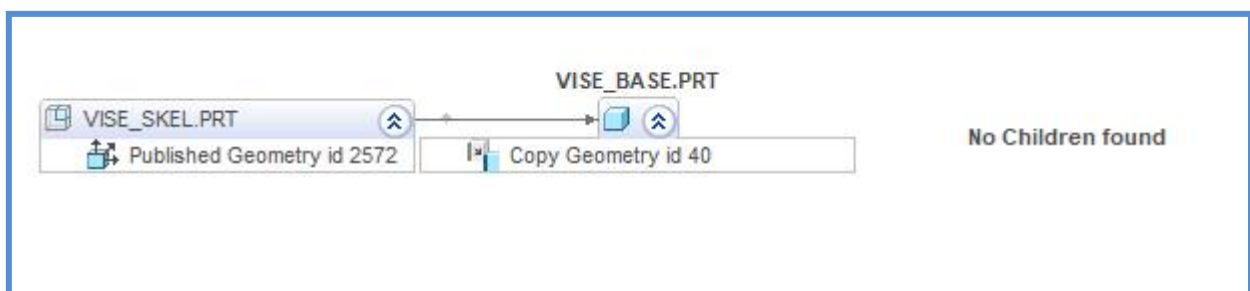 VISE_BASE.PRT
VISE_SKEL.PRT
No Children found
Published Geometry id 2572
Copy Geometry id 40